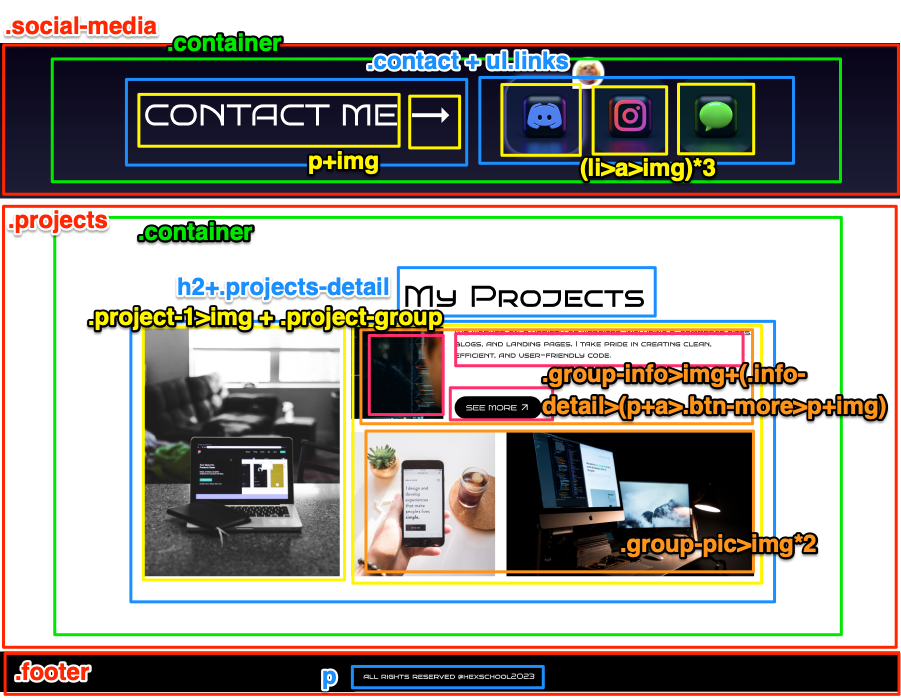 .social-media
.container
.contact + ul.links
CONTACT ME
p+img
(li>a>img)*3
.projects
.container
h2+.projects-detail
My Projects
.project-1>img + .project-group
blogs, and landing pages. I take pride in creating clean,
efficient, and user-friendly code.
.group-info>img+(.info-
detail>(p+a>.btn-more>p+img)
SEE MORE
I design and
develop
experiences
that make
people's lives
simple.
.group-pic>img*2
.footer
p
ALL RIGHTS RESERVED @HEXSCHOOL2023